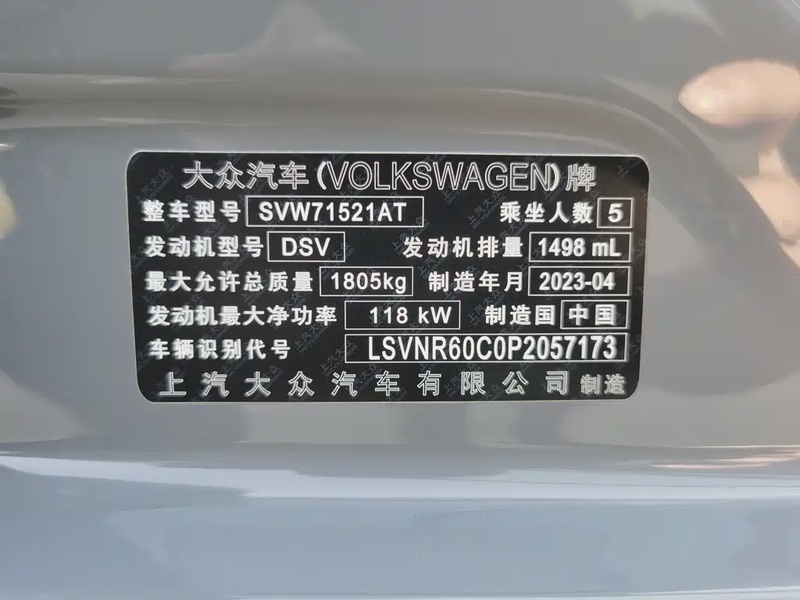 大众汽车(VOLKSWAGEN)牌
整车型号 SVW71521AT 乘坐人数 5
发动机型号 DSV 发动机排量 1498 mL
最大允许总质量 1805kg 制造年月 2023-04
发动机最大净功率 118 kW 制造国 中国
车辆识别代号 LSVNR60C0P2057173
上汽大众汽车有限公司制造